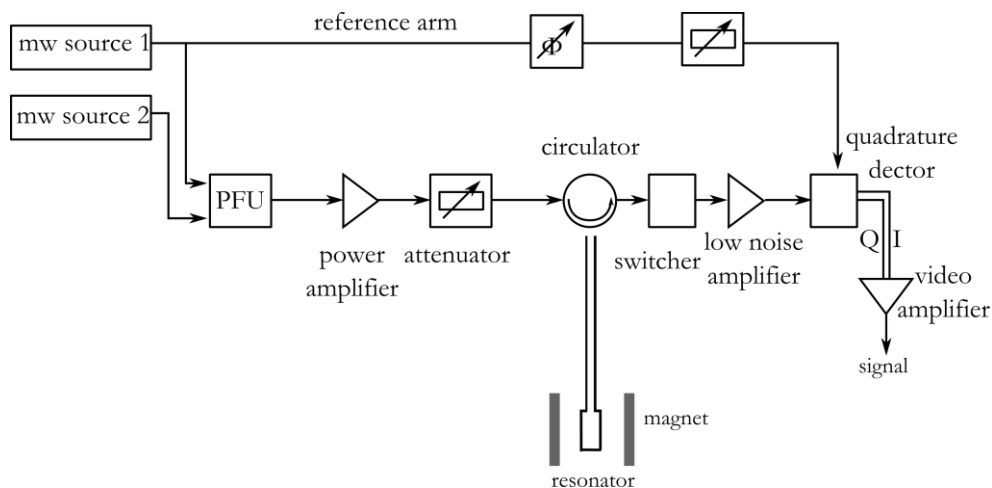 mw source 1
reference arm
Φ
mw source 2
quadrature
dector
circulator
PFU
Q I
power
amplifier
attenuator
switcher
low noise
amplifier
video
amplifier
signal
magnet
resonator